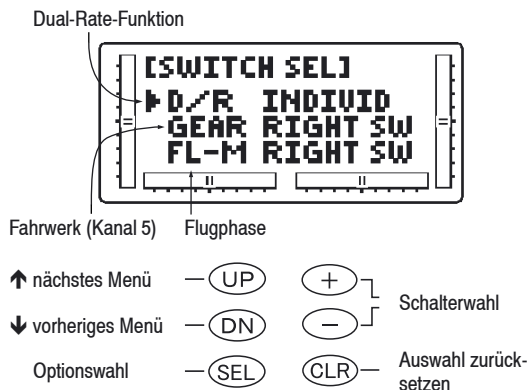 Dual-Rate-Funktion
[SWITCH SEL]
D/R INDIVID
GEAR RIGHT SW
FL-M RIGHT SW
Fahrwerk (Kanal 5) Flugphase
↑ nächstes Menü UP +
Schalterwahl
↓ vorheriges Menü DN −
Optionswahl SEL CLR Auswahl zurück-
setzen